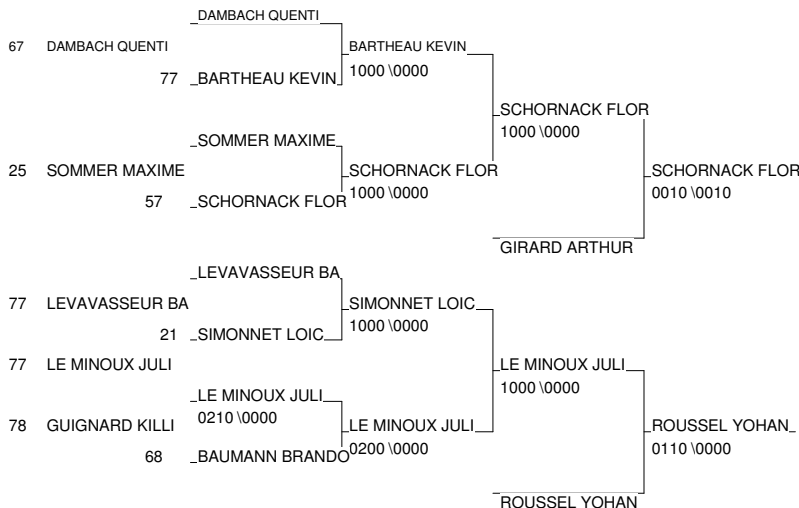 DAMBACH QUENTI
67 DAMBACH QUENTI
BARTHEAU KEVIN
1000 \0000
77 BARTHEAU KEVIN
SCHORNACK FLOR
1000 \0000
SOMMER MAXIME
25 SOMMER MAXIME
SCHORNACK FLOR
1000 \0000
SCHORNACK FLOR
0010 \0010
57 SCHORNACK FLOR
GIRARD ARTHUR
LEVAVASSEUR BA
77 LEVAVASSEUR BA
SIMONNET LOIC
1000 \0000
21 SIMONNET LOIC
77 LE MINOUX JULI
LE MINOUX JULI
1000 \0000
LE MINOUX JULI
0210 \0000
78 GUIGNARD KILLI
LE MINOUX JULI
0200 \0000
ROUSSEL YOHAN
0110 \0000
68 BAUMANN BRANDO
ROUSSEL YOHAN